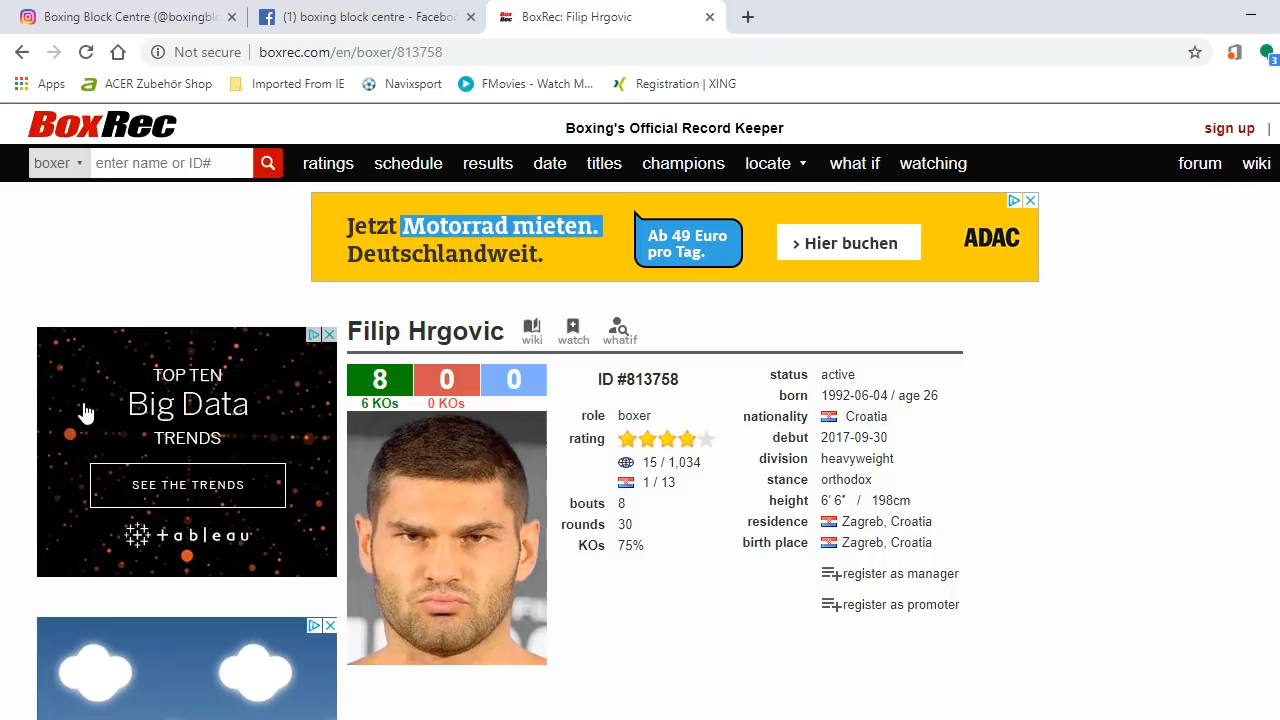 Boxing Block Centre (@boxingblo
(1) boxing block centre - Faceboo
BoxRec: Filip Hrgovic
Not secure
boxrec.com/en/boxer/813758
3
Apps
ACER Zubehör Shop
Imported From IE
Navixsport
FMovies - Watch M...
Registration | XING
BoxRec
Boxing's Official Record Keeper
sign up |
boxer
enter name or ID#
ratings
schedule
results
date
titles
champions
locate
what if
watching
forum
wiki
Jetzt Motorrad mieten.
Deutschlandweit.
Ab 49 Euro
pro Tag.
› Hier buchen
ADAC
TOP TEN
Big Data
TRENDS
SEE THE TRENDS
+ableau
Filip Hrgovic
wiki
watch
whatif
8 0 0
6 KOs 0 KOs
ID #813758
role boxer
rating
15 / 1,034
1 / 13
bouts 8
rounds 30
KOs 75%
status active
born 1992-06-04 / age 26
nationality Croatia
debut 2017-09-30
division heavyweight
stance orthodox
height 6′ 6″ / 198cm
residence Zagreb, Croatia
birth place Zagreb, Croatia
register as manager
register as promoter